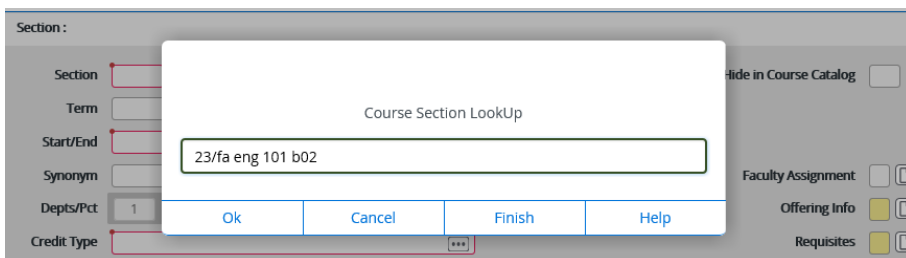 Section :
Section
Hide in Course Catalog
Term
Course Section LookUp
Start/End
23/fa eng 101 b02
Synonym
Faculty Assignment
Depts/Pct 1
Ok Cancel Finish Help
Offering Info
Credit Type
Requisites